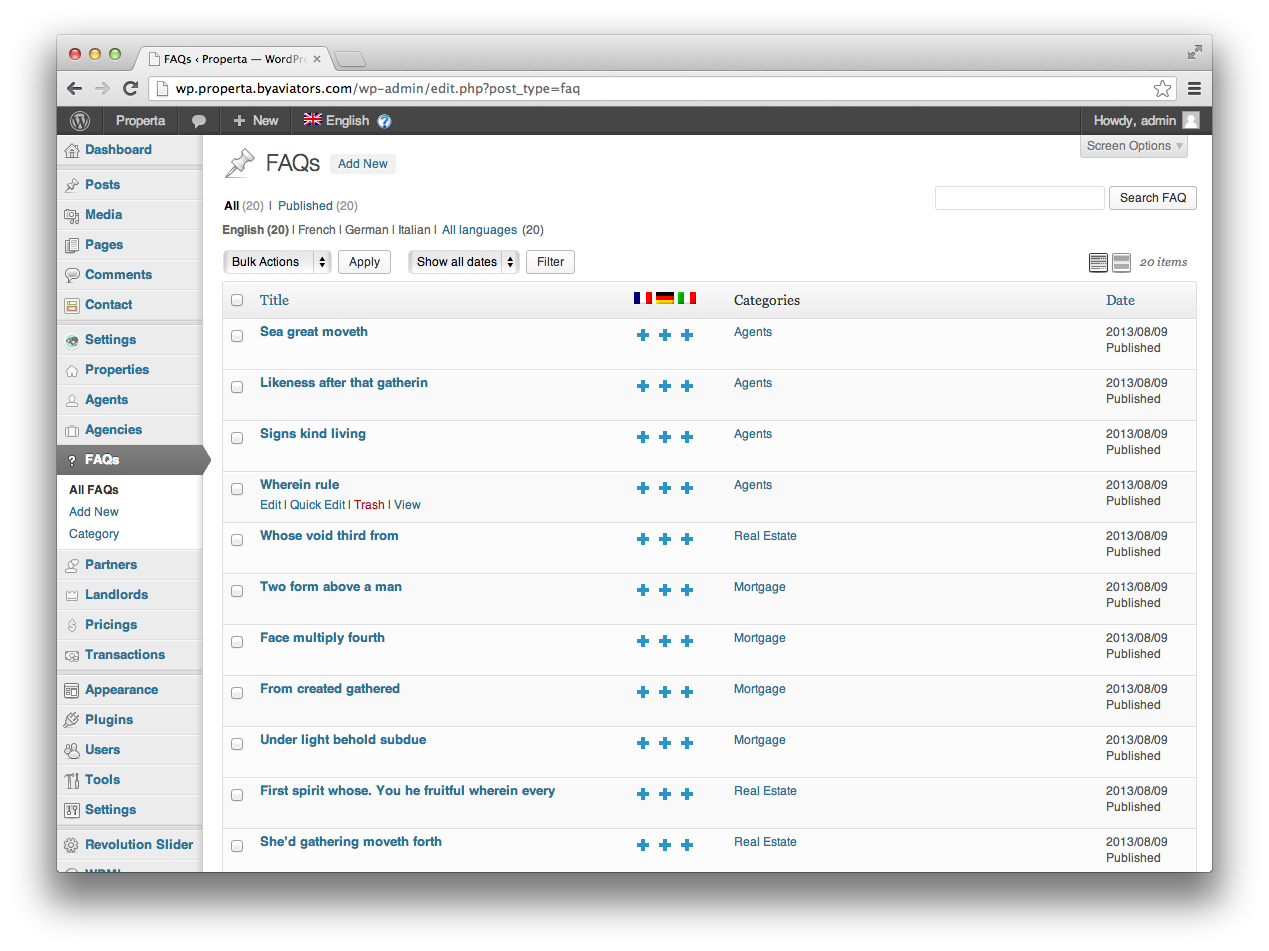 FAQs ‹ Properta — WordPr
wp.properta.byaviators.com/wp-admin/edit.php?post_type=faq
Properta
New
English
Howdy, admin
Dashboard
Posts
Media
Pages
Comments
Contact
Settings
Properties
Agents
Agencies
FAQs
All FAQs
Add New
Category
Partners
Landlords
Pricings
Transactions
Appearance
Plugins
Users
Tools
Settings
Revolution Slider
WPML
Screen Options
FAQs Add New
All (20) | Published (20)
Search FAQ
English (20) | French | German | Italian | All languages (20)
Bulk Actions Apply Show all dates Filter 20 items
Title Categories Date
Sea great moveth Agents 2013/08/09
Published
Likeness after that gatherin Agents 2013/08/09
Published
Signs kind living Agents 2013/08/09
Published
Wherein rule Agents 2013/08/09
Edit | Quick Edit | Trash | View Published
Whose void third from Real Estate 2013/08/09
Published
Two form above a man Mortgage 2013/08/09
Published
Face multiply fourth Mortgage 2013/08/09
Published
From created gathered Mortgage 2013/08/09
Published
Under light behold subdue Mortgage 2013/08/09
Published
First spirit whose. You he fruitful wherein every Real Estate 2013/08/09
Published
She'd gathering moveth forth Real Estate 2013/08/09
Published